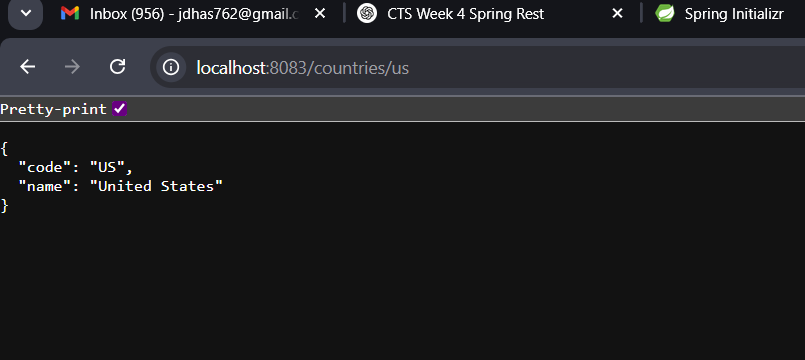 Inbox (956) - jdhas762@gmail.c
CTS Week 4 Spring Rest
Spring Initializr
localhost:8083/countries/us
Pretty-print
{
  "code": "US",
  "name": "United States"
}